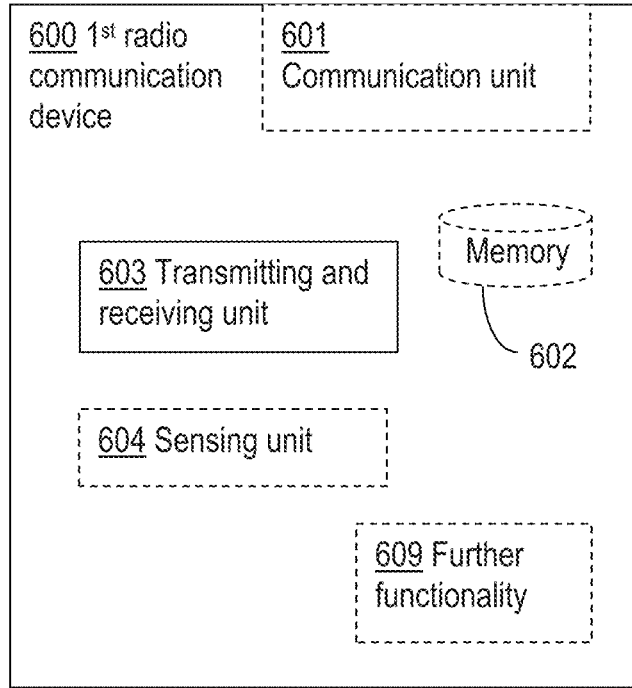 600 1st radio
communication
device
601
Communication unit
Memory
603 Transmitting and
receiving unit
602
604 Sensing unit
609 Further
functionality